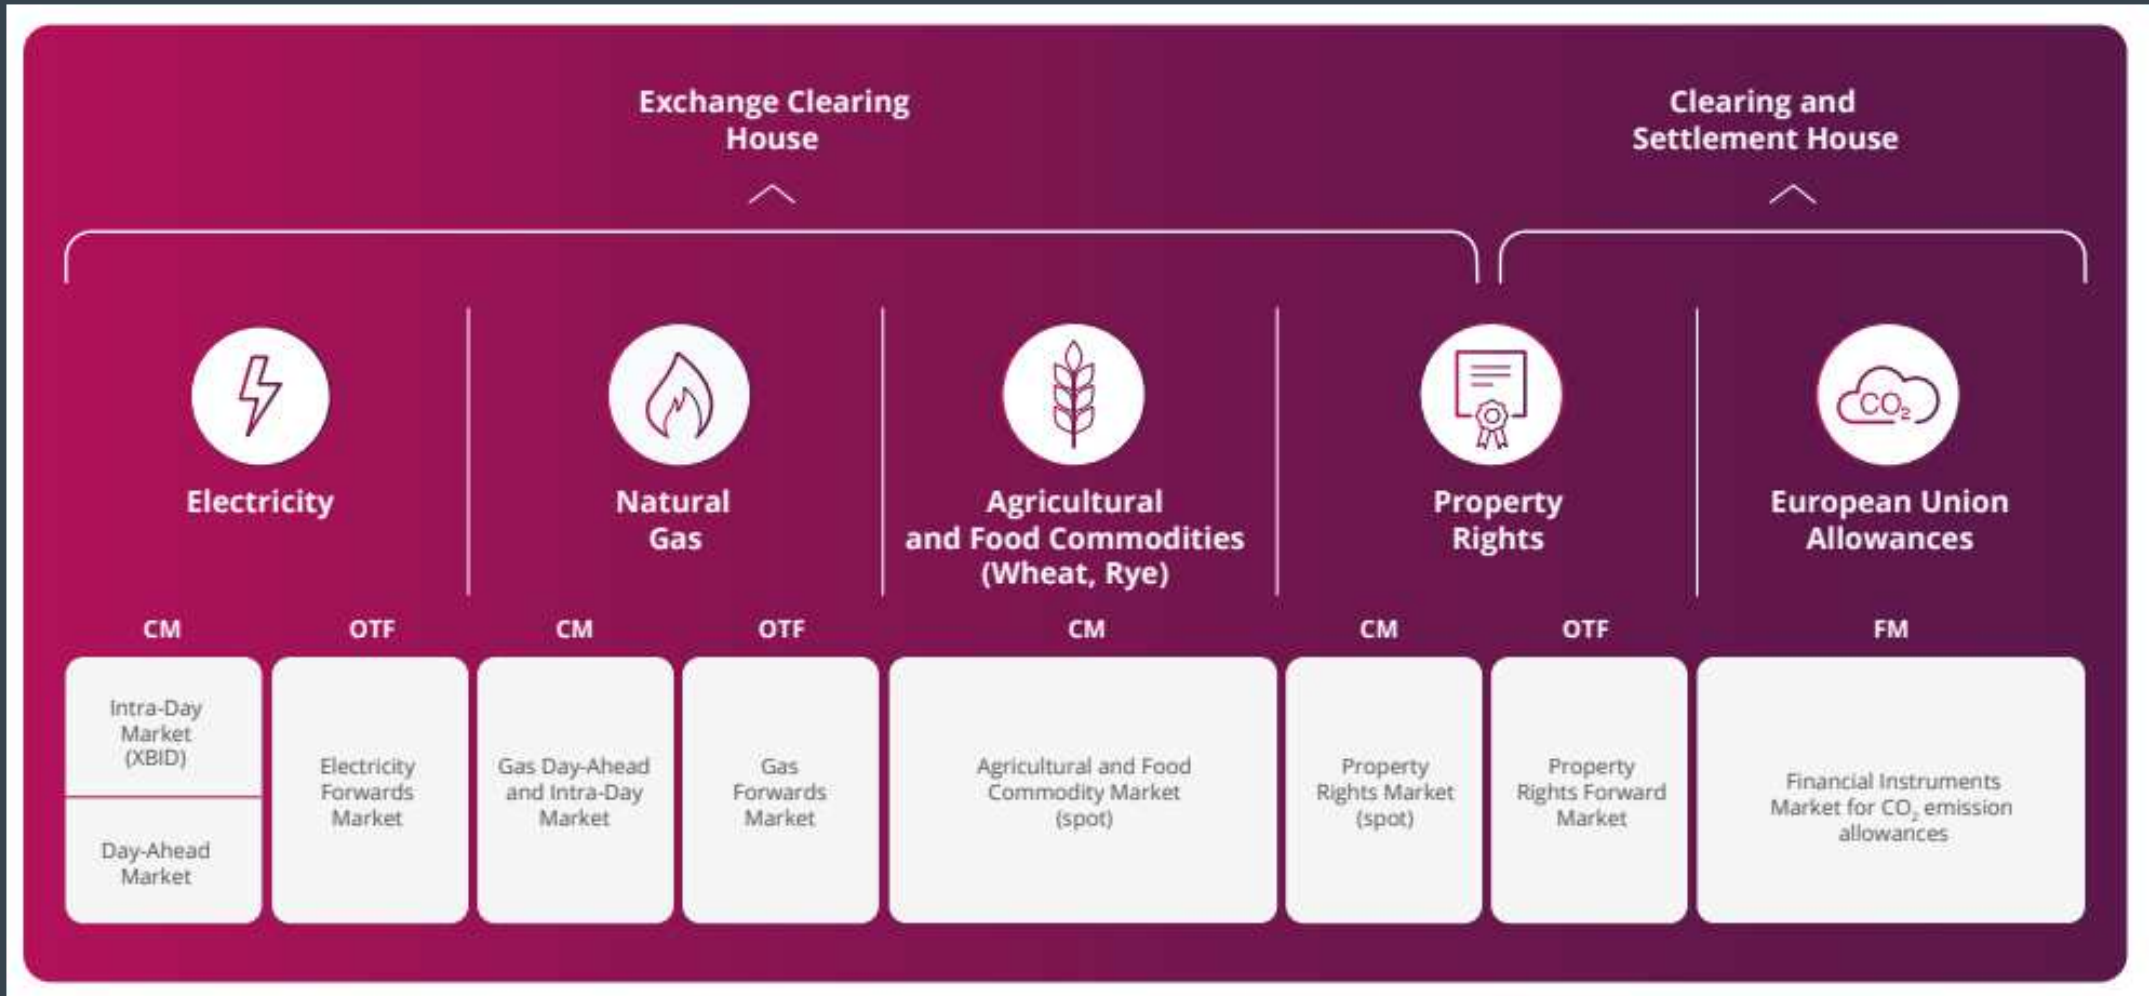 Exchange Clearing
House
Clearing and
Settlement House
Electricity
Natural
Gas
Agricultural
and Food Commodities
(Wheat, Rye)
Property
Rights
CO₂
European Union
Allowances
CM
OTF
CM
OTF
CM
CM
OTF
FM
Intra-Day
Market
(XBID)
Day-Ahead
Market
Electricity
Forwards
Market
Gas Day-Ahead
and Intra-Day
Market
Gas
Forwards
Market
Agricultural and Food
Commodity Market
(spot)
Property
Rights Market
(spot)
Property
Rights Forward
Market
Financial Instruments
Market for CO₂ emission
allowances